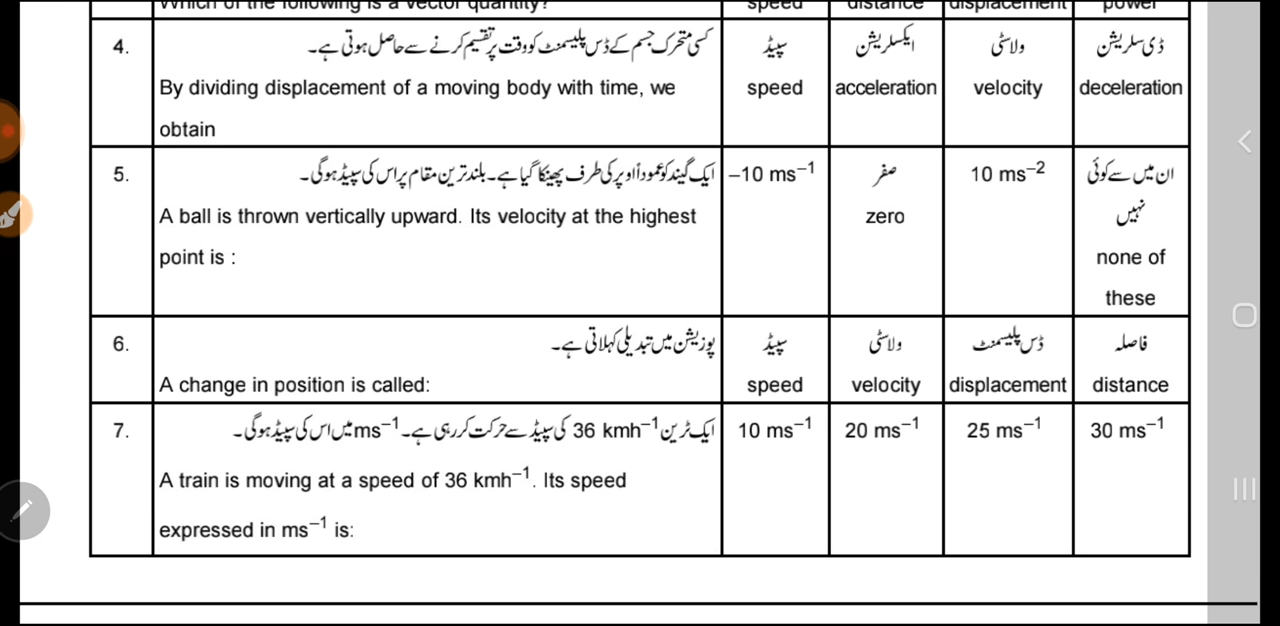 Which of the following is a vector quantity? speed distance displacement power
4. کسی متحرک جسم کے ڈس پلیسمنٹ کو وقت پر تقسیم کرنے سے حاصل ہوتی ہے۔ سپیڈ ایکسلریشن ولاسٹی ڈی سلریشن
By dividing displacement of a moving body with time, we speed acceleration velocity deceleration
obtain
5. ایک گیند کو عموداً اوپر کی طرف پھینکا گیا ہے۔ بلند ترین مقام پر اس کی سپیڈ ہوگی۔ −10 ms⁻¹ صفر 10 ms⁻² ان میں سے کوئی
A ball is thrown vertically upward. Its velocity at the highest zero نہیں
point is : none of
these
6. پوزیشن میں تبدیلی کہلاتی ہے۔ سپیڈ ولاسٹی ڈس پلیسمنٹ فاصلہ
A change in position is called: speed velocity displacement distance
7. ایک ٹرین 36 kmh⁻¹ کی سپیڈ سے حرکت کر رہی ہے۔ ms⁻¹ میں اس کی سپیڈ ہوگی۔ 10 ms⁻¹ 20 ms⁻¹ 25 ms⁻¹ 30 ms⁻¹
A train is moving at a speed of 36 kmh⁻¹. Its speed
expressed in ms⁻¹ is: